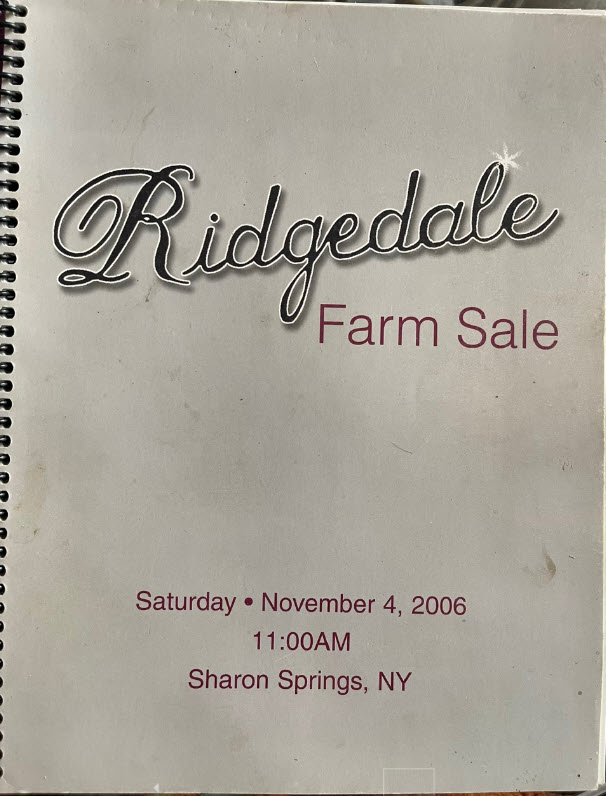 Ridgedale
Farm Sale
Saturday • November 4, 2006
11:00AM
Sharon Springs, NY